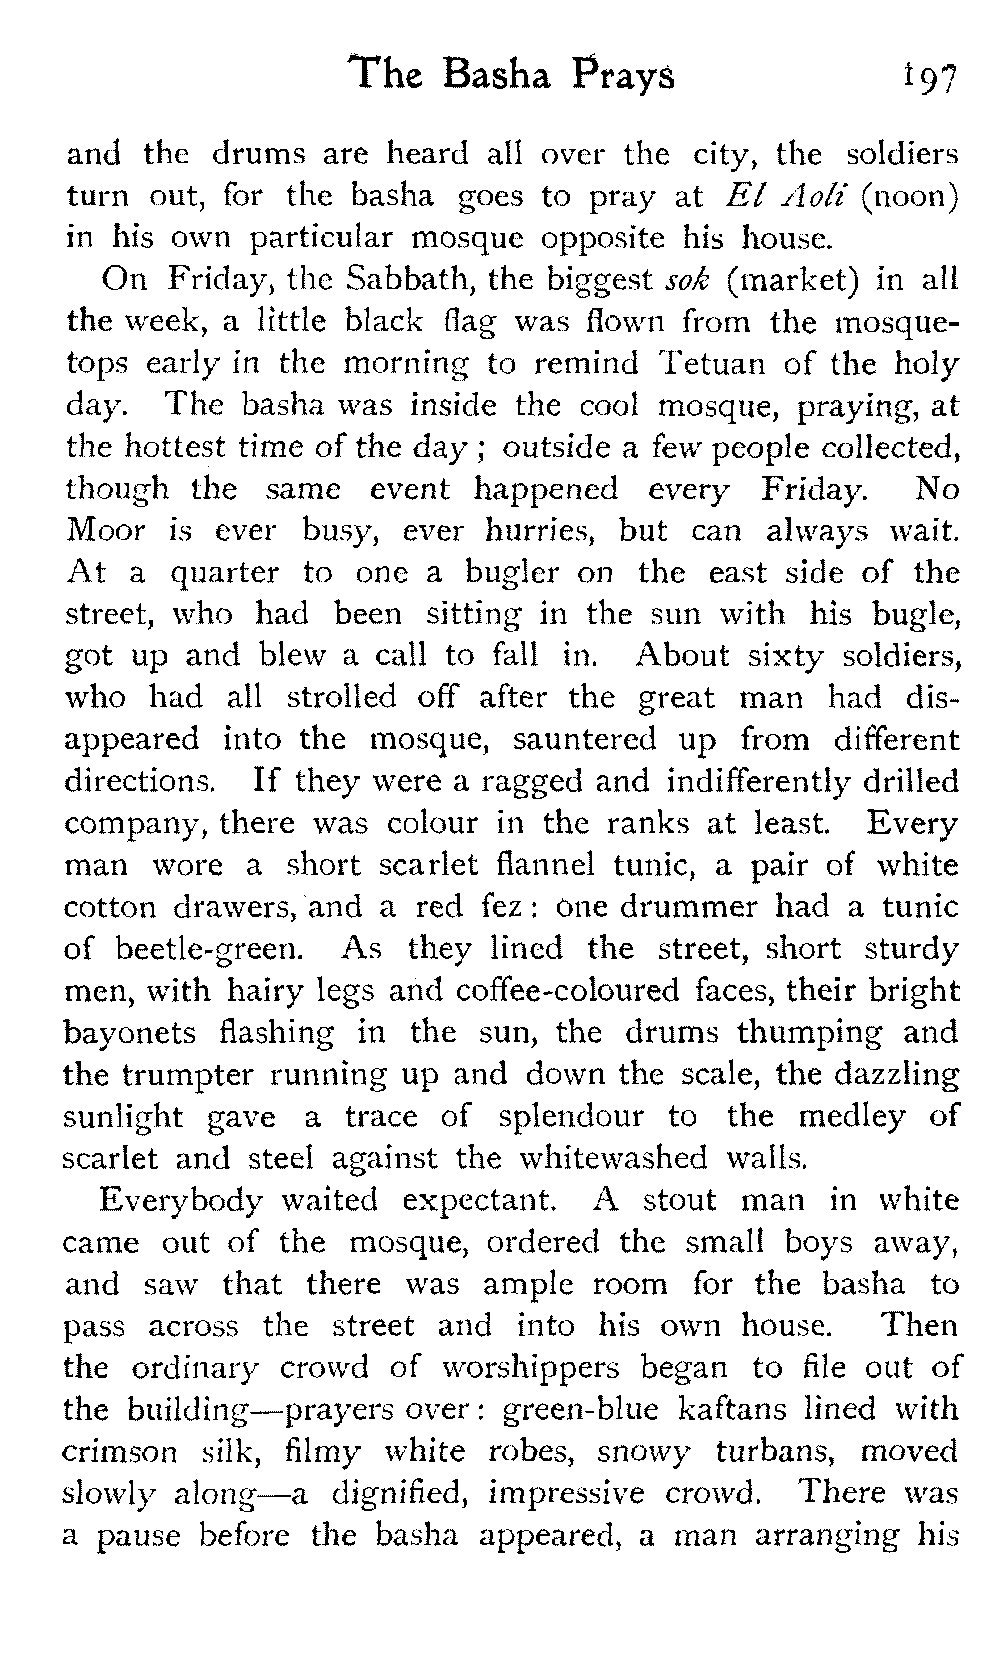 The Basha Prays 197
and the drums are heard all over the city, the soldiers
turn out, for the basha goes to pray at El Aoli (noon)
in his own particular mosque opposite his house.
On Friday, the Sabbath, the biggest sok (market) in all
the week, a little black flag was flown from the mosque-
tops early in the morning to remind Tetuan of the holy
day. The basha was inside the cool mosque, praying, at
the hottest time of the day ; outside a few people collected,
though the same event happened every Friday. No
Moor is ever busy, ever hurries, but can always wait.
At a quarter to one a bugler on the east side of the
street, who had been sitting in the sun with his bugle,
got up and blew a call to fall in. About sixty soldiers,
who had all strolled off after the great man had dis-
appeared into the mosque, sauntered up from different
directions. If they were a ragged and indifferently drilled
company, there was colour in the ranks at least. Every
man wore a short scarlet flannel tunic, a pair of white
cotton drawers, and a red fez : one drummer had a tunic
of beetle-green. As they lined the street, short sturdy
men, with hairy legs and coffee-coloured faces, their bright
bayonets flashing in the sun, the drums thumping and
the trumpter running up and down the scale, the dazzling
sunlight gave a trace of splendour to the medley of
scarlet and steel against the whitewashed walls.
Everybody waited expectant. A stout man in white
came out of the mosque, ordered the small boys away,
and saw that there was ample room for the basha to
pass across the street and into his own house. Then
the ordinary crowd of worshippers began to file out of
the building—prayers over : green-blue kaftans lined with
crimson silk, filmy white robes, snowy turbans, moved
slowly along—a dignified, impressive crowd. There was
a pause before the basha appeared, a man arranging his